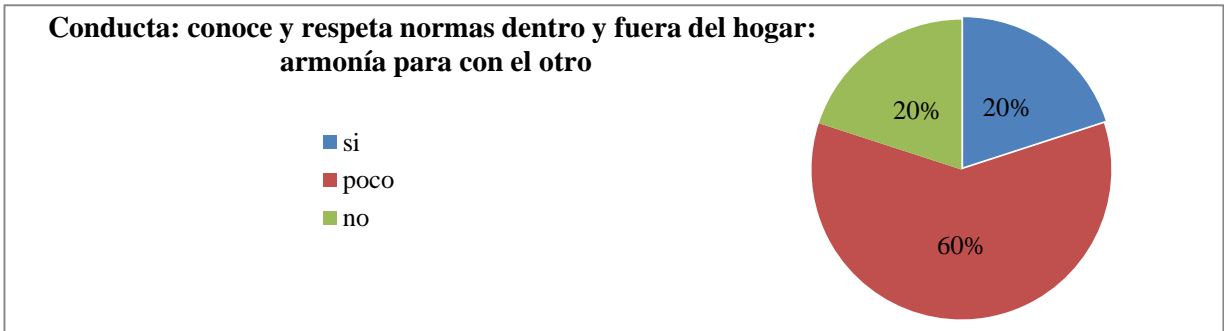 Conducta: conoce y respeta normas dentro y fuera del hogar:
armonía para con el otro
si
poco
no
20%
20%
60%